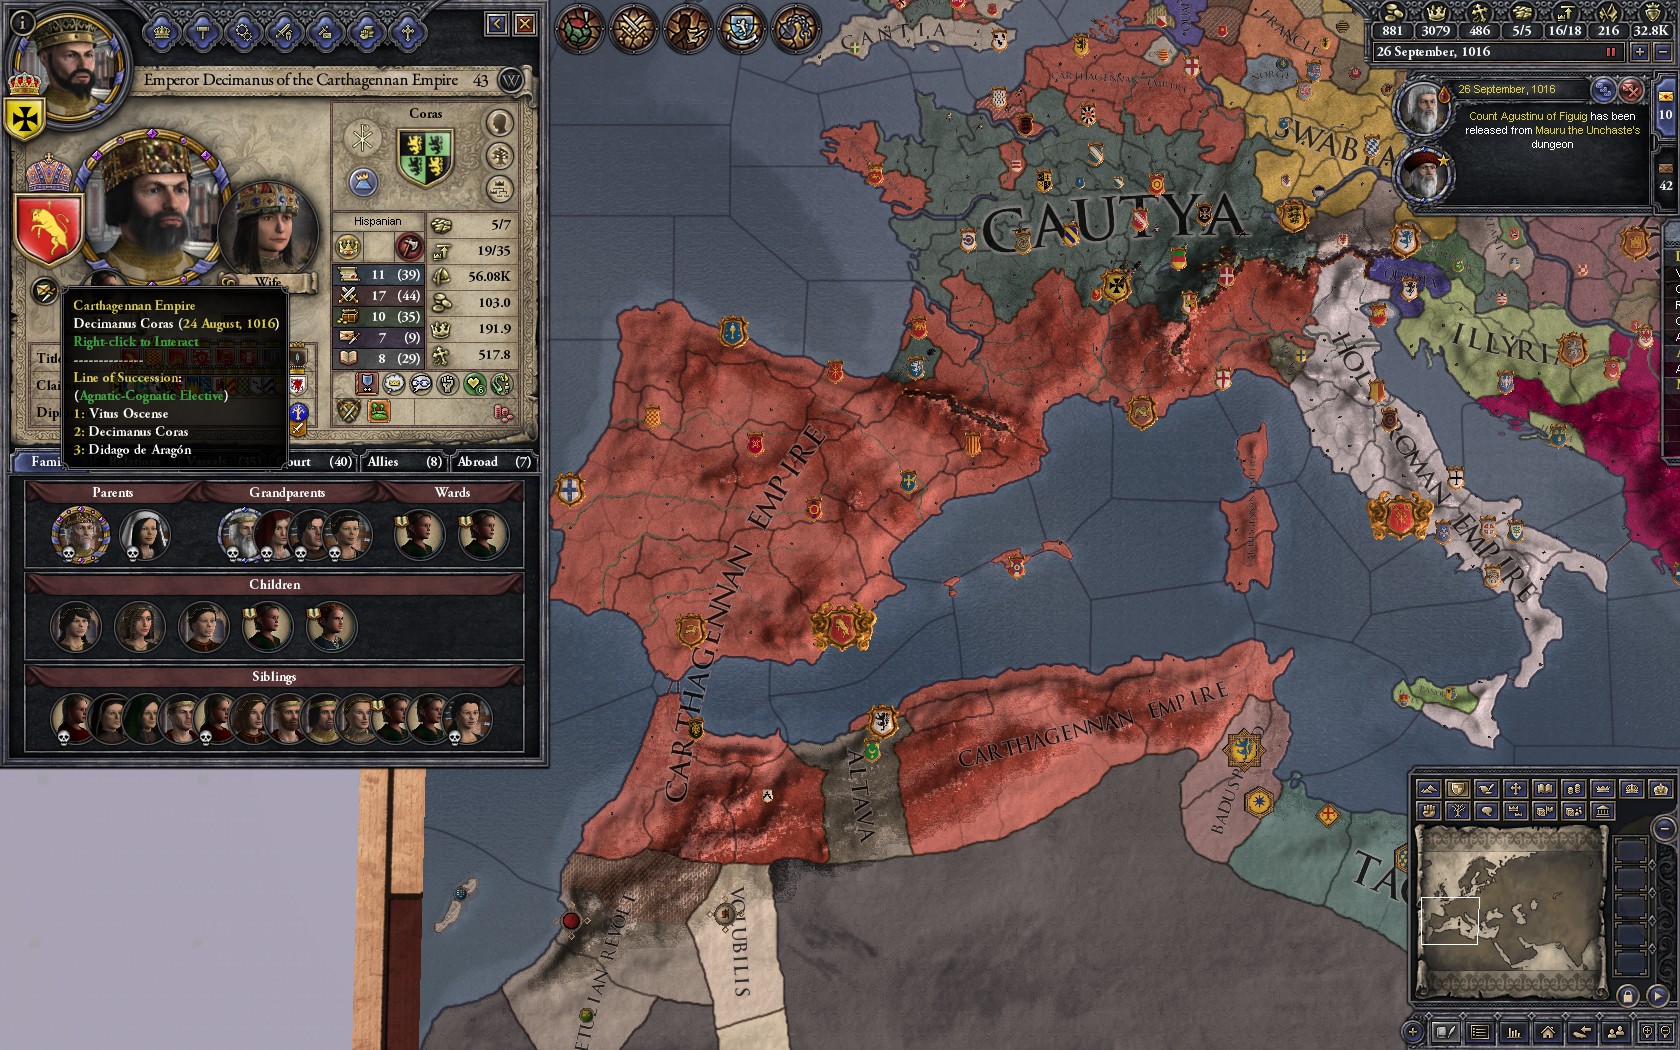 Emperor Decimanus of the Carthagennan Empire 43
Coras
Hispanian
5/7
19/35
11 (39)
56.08K
17 (44)
103.0
10 (35)
191.9
7 (9)
517.8
8 (29)
Wife
Carthagennan Empire
Decimanus Coras (24 August, 1016)
Right-click to Interact
--------------
Line of Succession:
(Agnatic-Cognatic Elective)
1: Vitus Oscense
2: Decimanus Coras
3: Didago de Aragón
Court (40)
Allies (8)
Abroad (7)
Parents
Grandparents
Wards
Children
Siblings
881
3079
486
5/5
16/18
216
32.8K
26 September, 1016
26 September, 1016
Count Agustinu of Figuig has been
released from Mauru the Unchaste's
dungeon
10
42
CANTIA
SWABIA
CAUTYA
CARTHAGENNAN EMPIRE
CARTHAGENNAN EMPIRE
ALTAVA
VOLUBILIS
HOLY ROMAN EMPIRE